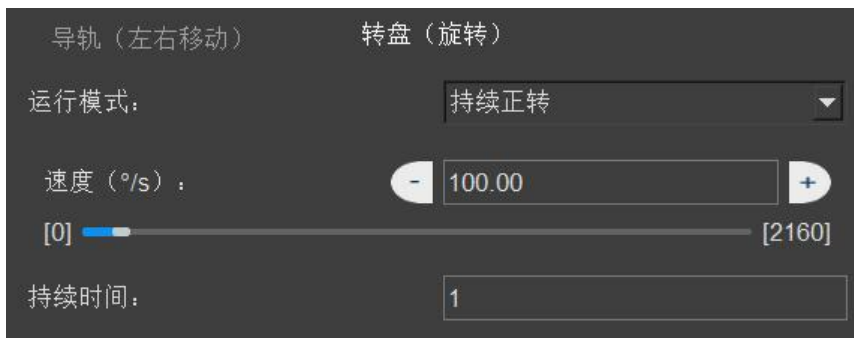 导轨（左右移动） 转盘（旋转）
运行模式： 持续正转
速度（°/s）： - 100.00 +
[0] [2160]
持续时间： 1